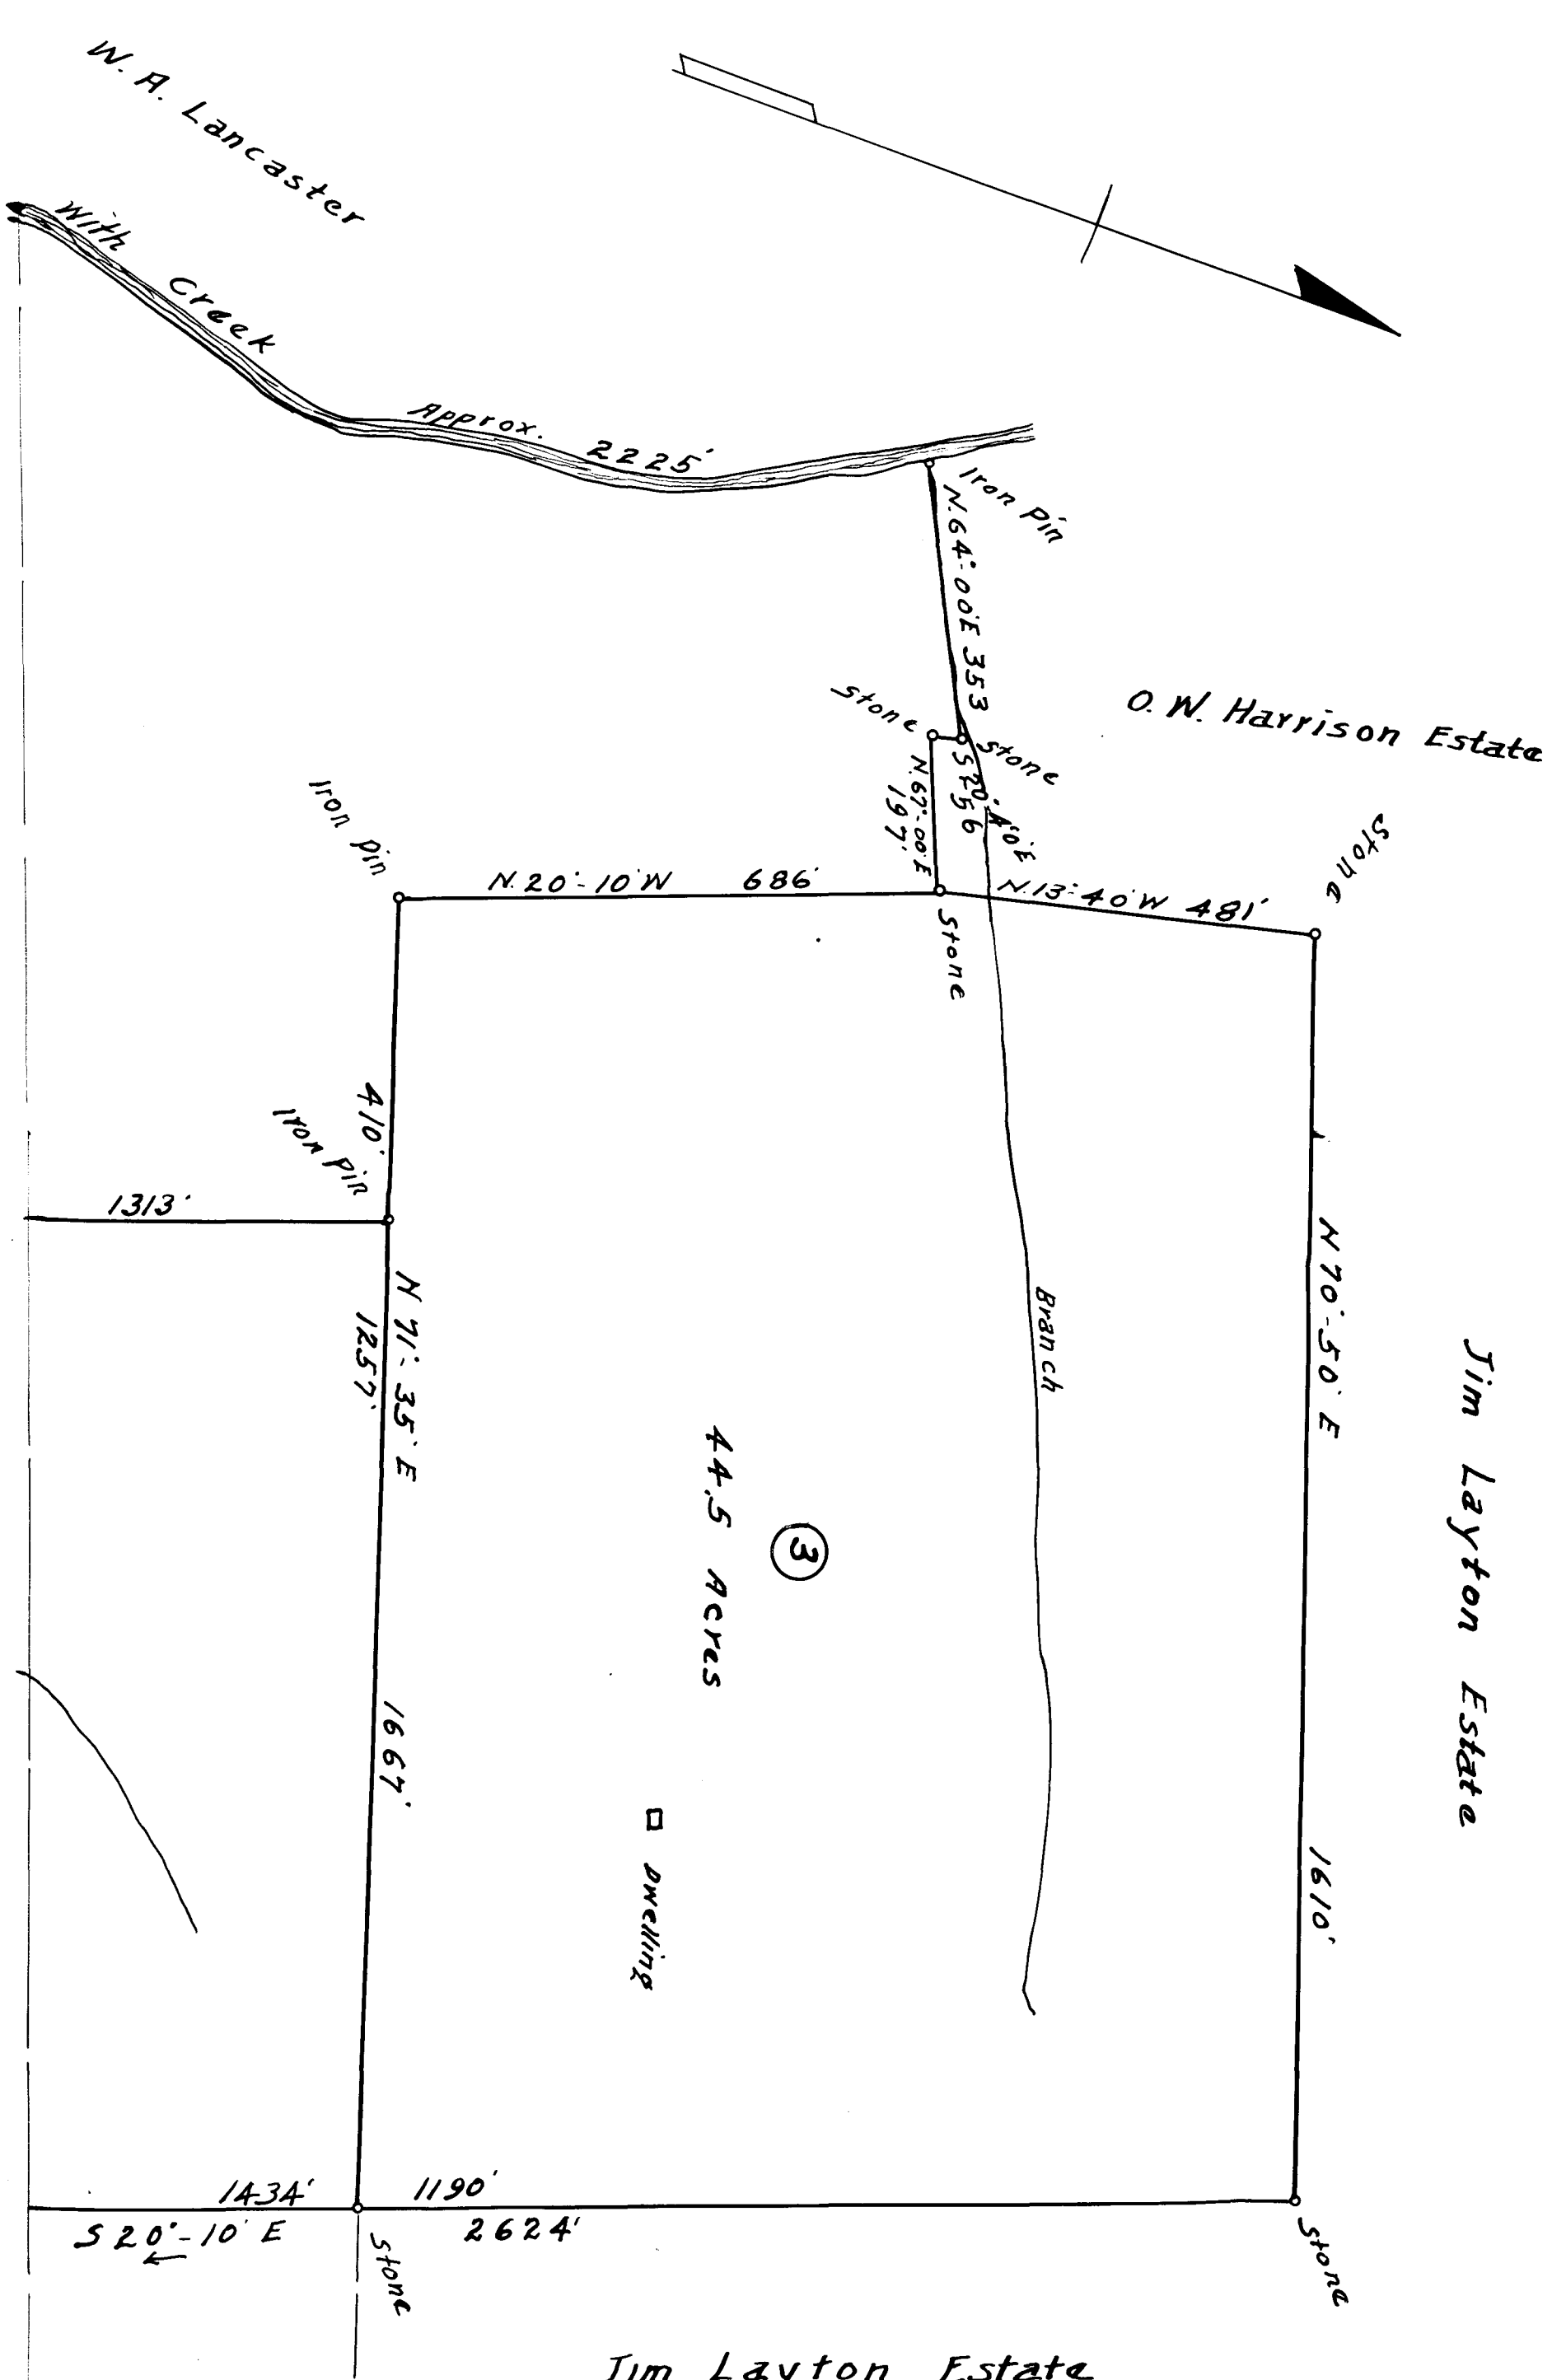 W. A. Lancaster
With Creek
Approx. 2225'
Iron Pin
N. 64°-00'E 353
O. W. Harrison Estate
Stone
Stone
N. 67°-00'E
197'
56
Stone
Iron pin
N. 20°-10'W 686'
N. 13°-40'W 481'
Stone
410'
Iron pin
1313'
N 71°-35' E
1257'
1667'
Branch
N 70°-50' E
1610'
Jim Layton Estate
3
44.5 Acres
Dwelling
1434'
1190'
S 20°-10' E
2624'
Stone
Stone
Jim Layton Estate